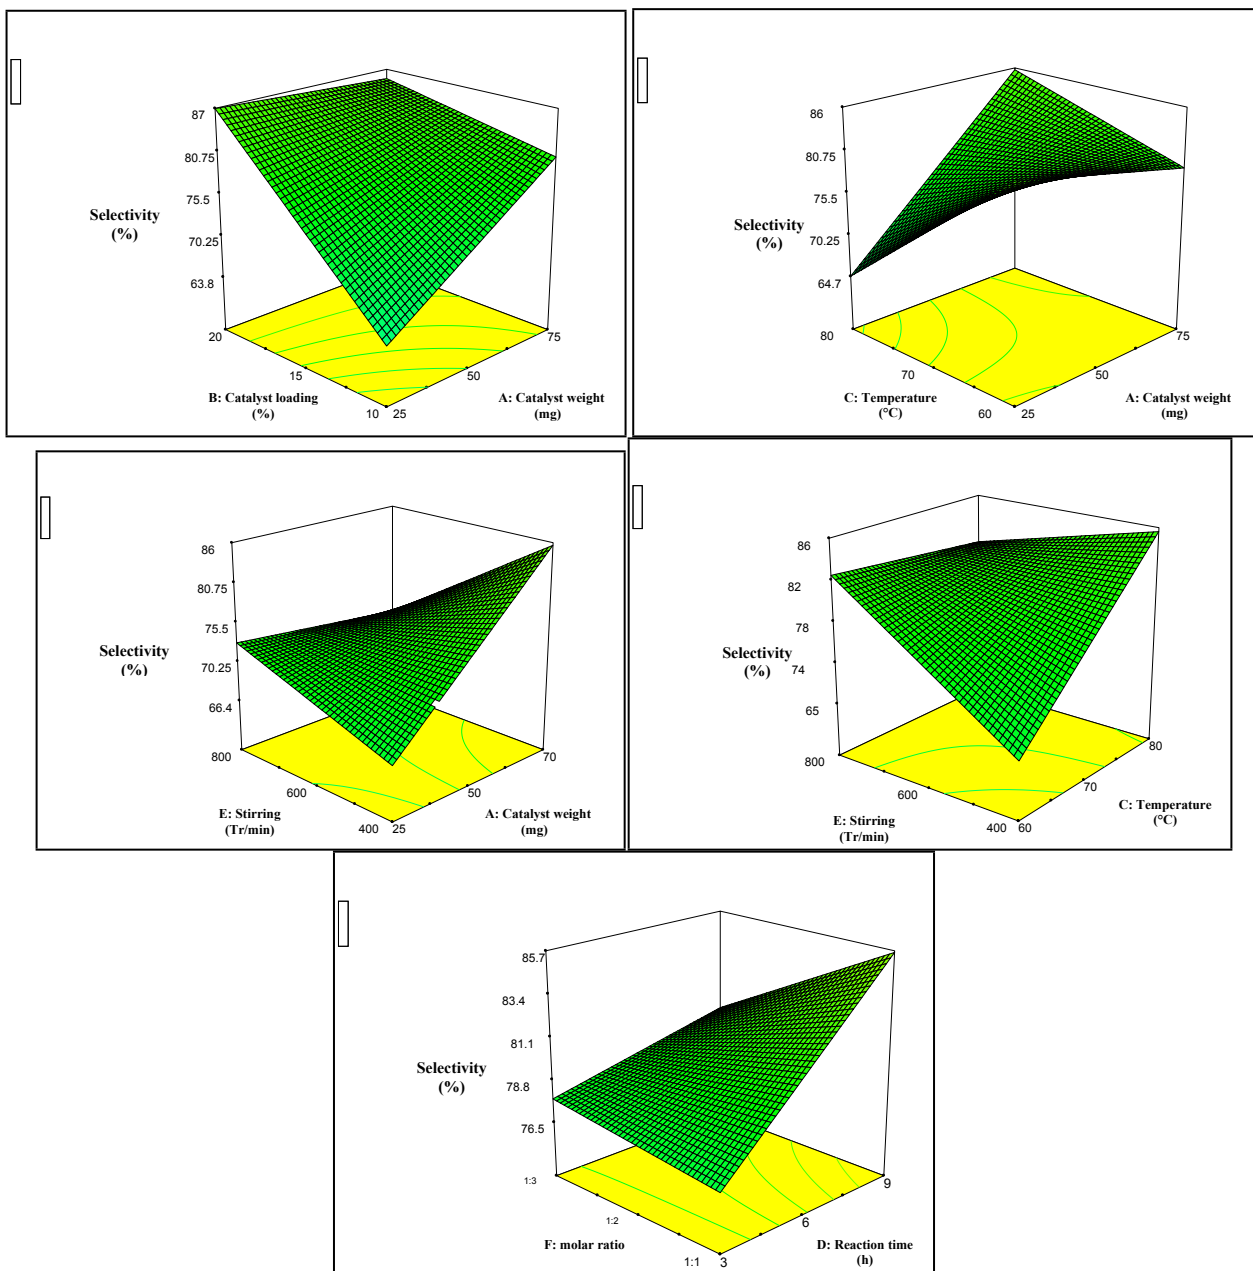 87
80.75
75.5
70.25
63.8
Selectivity
(%)
20
15
10
25
50
75
B: Catalyst loading
(%)
A: Catalyst weight
(mg)
86
80.75
75.5
70.25
64.7
Selectivity
(%)
80
70
60
25
50
75
C: Temperature
(°C)
A: Catalyst weight
(mg)
86
80.75
75.5
70.25
66.4
Selectivity
(%)
800
600
400
25
50
70
E: Stirring
(Tr/min)
A: Catalyst weight
(mg)
86
82
78
74
65
Selectivity
(%)
800
600
400
60
70
80
E: Stirring
(Tr/min)
C: Temperature
(°C)
85.7
83.4
81.1
78.8
76.5
Selectivity
(%)
1:3
1:2
1:1
3
6
9
F: molar ratio
D: Reaction time
(h)